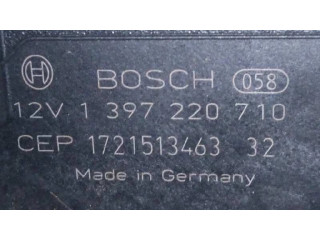 BOSCH 058
12V 1 397 220 710
CEP 1721513463 32
Made in Germany